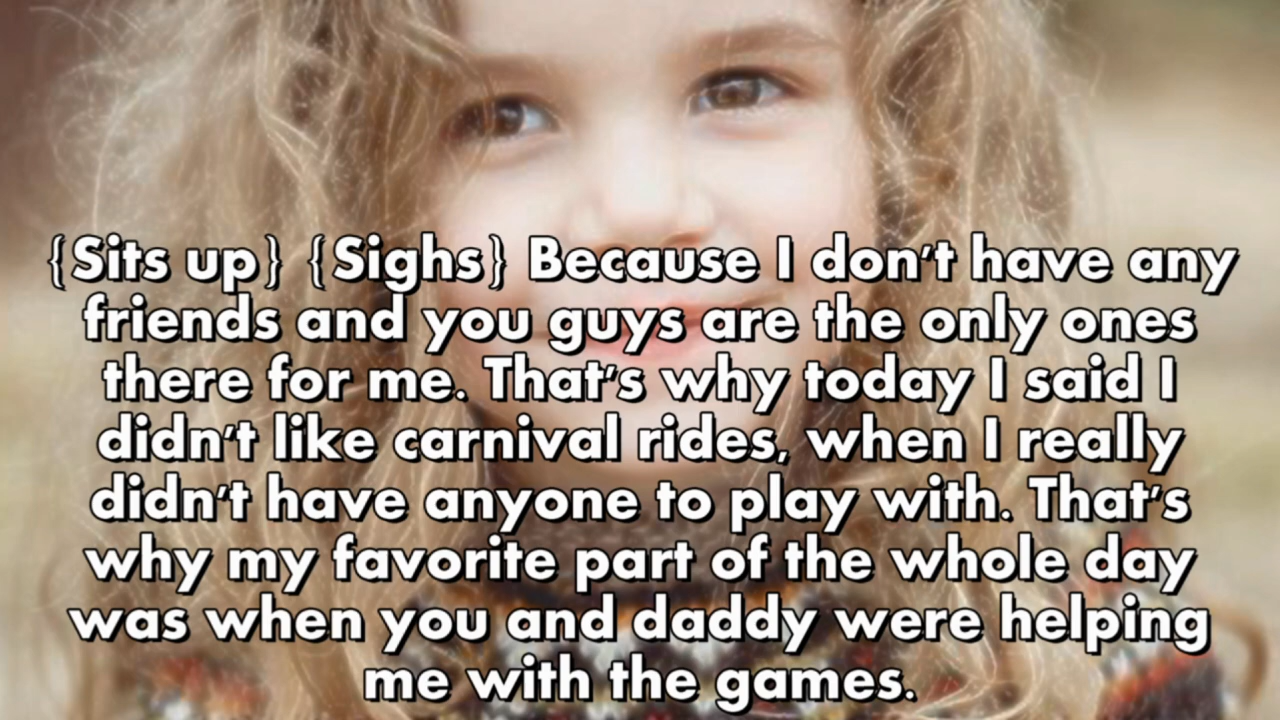 {Sits up} {Sighs} Because I don't have any
friends and you guys are the only ones
there for me. That's why today I said I
didn't like carnival rides, when I really
didn't have anyone to play with. That's
why my favorite part of the whole day
was when you and daddy were helping
me with the games.